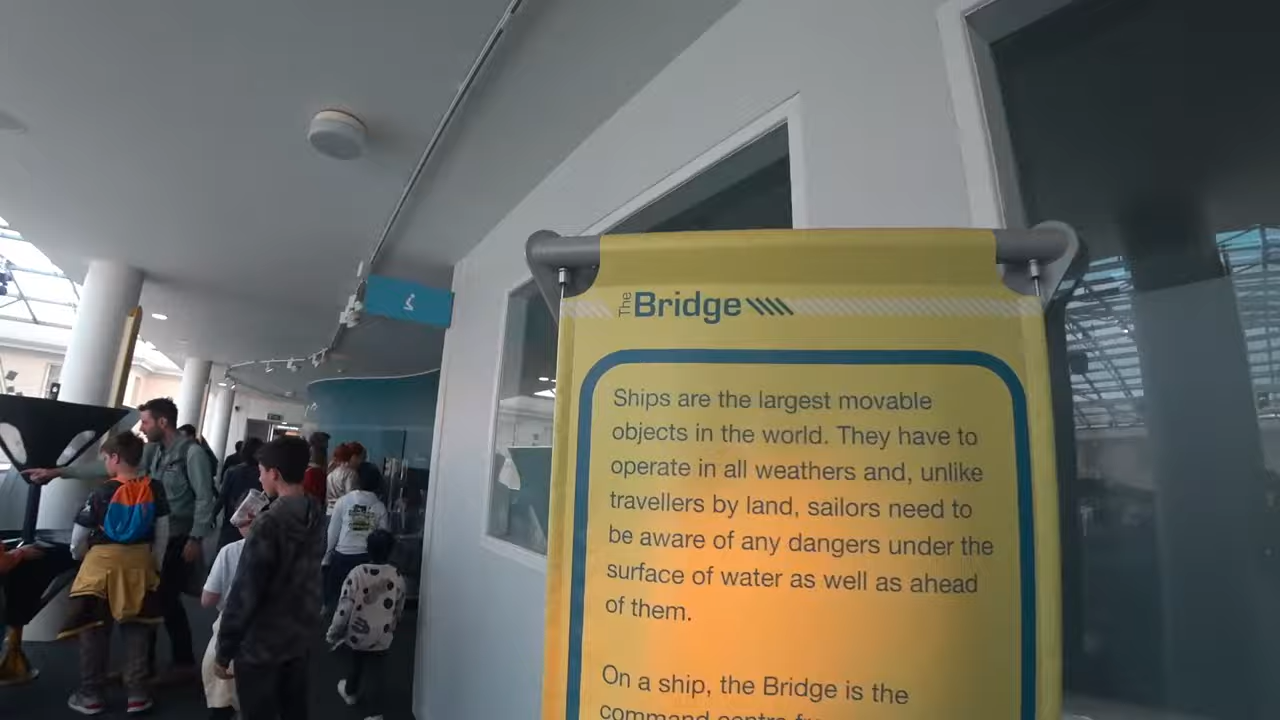 The Bridge
Ships are the largest movable
objects in the world. They have to
operate in all weathers and, unlike
travellers by land, sailors need to
be aware of any dangers under the
surface of water as well as ahead
of them.
On a ship, the Bridge is the
command centre